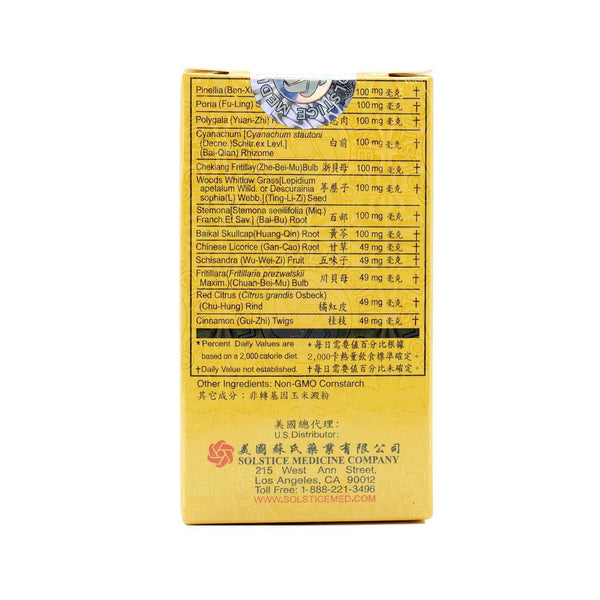 SOLSTICE MED
Pinellia (Ban-Xi 100 mg 毫克 †
Poria (Fu-Ling) 100 mg 毫克 †
Polygala (Yuan-Zhi) R 肉 100 mg 毫克 †
Cyanachum [Cyanachum stautoni
(Decne.)Schlr.ex Levl.] 白前 100 mg 毫克 †
(Bai-Qian) Rhizome
Chekiang Fritillay(Zhe-Bei-Mu)Bulb 浙貝母 100 mg 毫克 †
Woods Whitlow Grass[Lepidium
apetalum Willd. or Descurainia 葶藶子 100 mg 毫克 †
sophia(L) Webb.](Ting-Li-Zi) Seed
Stemona[Stemona seeilifolia (Miq.)
Franch.Et Sav.] (Bai-Bu) Root 百部 100 mg 毫克 †
Baikal Skullcap(Huang-Qin) Root 黃芩 100 mg 毫克 †
Chinese Licorice (Gan-Cao) Root 甘草 49 mg 毫克 †
Schisandra (Wu-Wei-Zi) Fruit 五味子 49 mg 毫克 †
Fritillara(Fritillaria przewalskii
Maxim.)(Chuan-Bei-Mu) Bulb 川貝母 49 mg 毫克 †
Red Citrus (Citrus grandis Osbeck)
(Chu-Hung) Rind 橘紅皮 49 mg 毫克 †
Cinnamon (Gui-Zhi) Twigs 桂枝 49 mg 毫克 †
*Percent Daily Values are *每日需要値百分比根據
based on a 2,000 calorie diet. 2,000卡熱量飲食標準確定。
†Daily Value not established. †每日需要値百分比未確定。
Other Ingredients: Non-GMO Cornstarch
其它成分：非轉基因玉米澱粉
美國總代理：
U.S.Distributor:
美國蘇氏藥業有限公司
SOLSTICE MEDICINE COMPANY
215 West Ann Street,
Los Angeles, CA 90012
Toll Free: 1-888-221-3496
WWW.SOLSTICEMED.COM